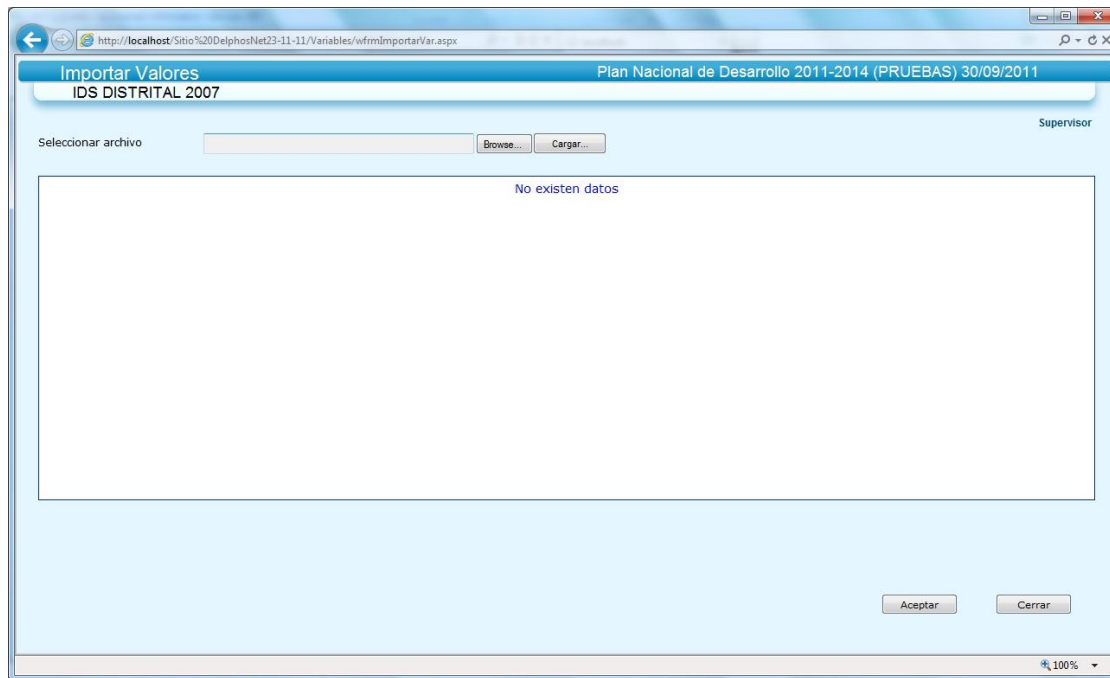 http://localhost/Sitio%20DelphosNet23-11-11/Variables/wfrmImportarVar.aspx
Importar Valores
Plan Nacional de Desarrollo 2011-2014 (PRUEBAS) 30/09/2011
IDS DISTRITAL 2007
Supervisor
Seleccionar archivo
Browse...
Cargar...
No existen datos
Aceptar
Cerrar
100%